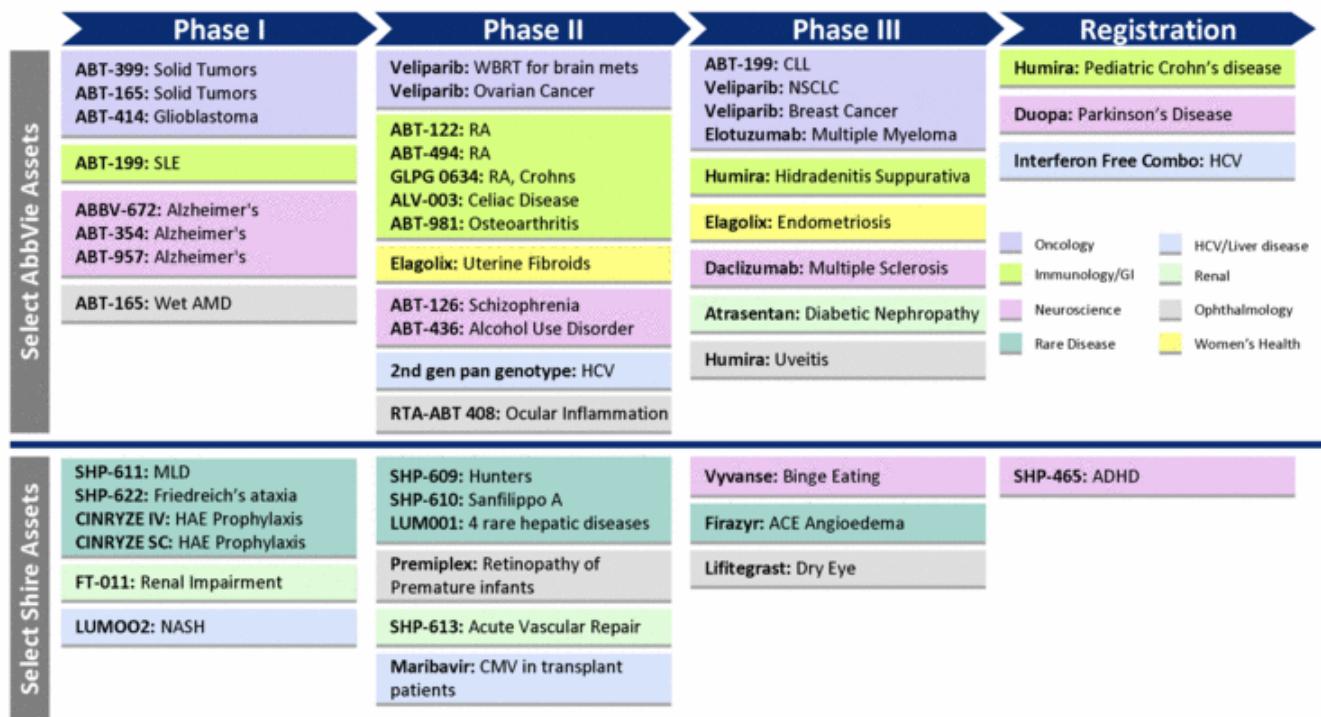 Phase I
Phase II
Phase III
Registration
Select AbbVie Assets
ABT-399: Solid Tumors
ABT-165: Solid Tumors
ABT-414: Glioblastoma
ABT-199: SLE
ABBV-672: Alzheimer's
ABT-354: Alzheimer's
ABT-957: Alzheimer's
ABT-165: Wet AMD
Veliparib: WBRT for brain mets
Veliparib: Ovarian Cancer
ABT-122: RA
ABT-494: RA
GLPG 0634: RA, Crohns
ALV-003: Celiac Disease
ABT-981: Osteoarthritis
Elagolix: Uterine Fibroids
ABT-126: Schizophrenia
ABT-436: Alcohol Use Disorder
2nd gen pan genotype: HCV
RTA-ABT 408: Ocular Inflammation
ABT-199: CLL
Veliparib: NSCLC
Veliparib: Breast Cancer
Elotuzumab: Multiple Myeloma
Humira: Hidradenitis Suppurativa
Elagolix: Endometriosis
Daclizumab: Multiple Sclerosis
Atrasentan: Diabetic Nephropathy
Humira: Uveitis
Humira: Pediatric Crohn's disease
Duopa: Parkinson's Disease
Interferon Free Combo: HCV
Oncology
HCV/Liver disease
Immunology/GI
Renal
Neuroscience
Ophthalmology
Rare Disease
Women's Health
Select Shire Assets
SHP-611: MLD
SHP-622: Friedreich's ataxia
CINRYZE IV: HAE Prophylaxis
CINRYZE SC: HAE Prophylaxis
FT-011: Renal Impairment
LUMOO2: NASH
SHP-609: Hunters
SHP-610: Sanfilippo A
LUM001: 4 rare hepatic diseases
Premiplex: Retinopathy of
Premature infants
SHP-613: Acute Vascular Repair
Maribavir: CMV in transplant
patients
Vyvanse: Binge Eating
Firazyr: ACE Angioedema
Lifitegrast: Dry Eye
SHP-465: ADHD